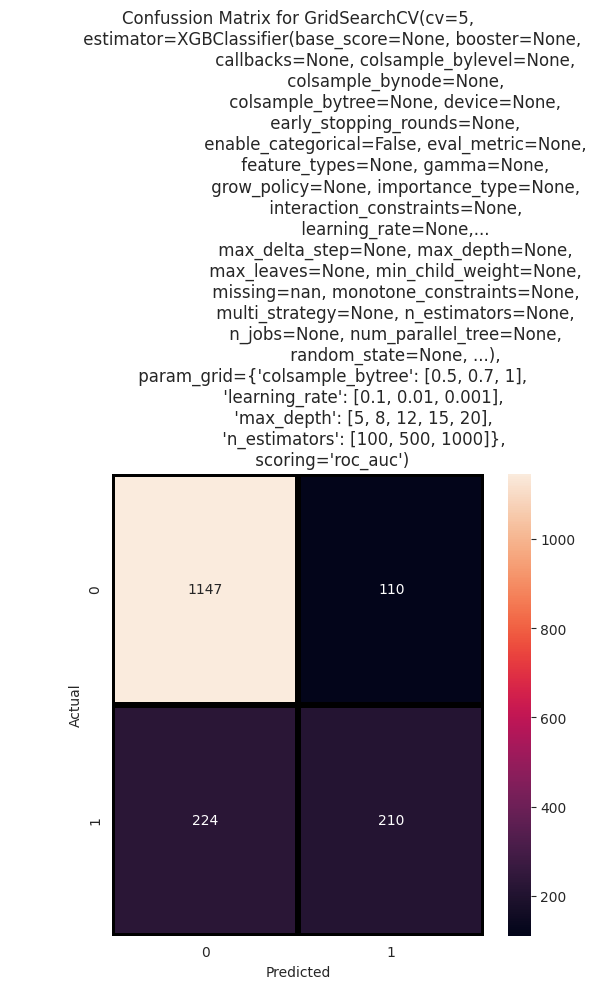 Confussion Matrix for GridSearchCV(cv=5,
estimator=XGBClassifier(base_score=None, booster=None,
callbacks=None, colsample_bylevel=None,
colsample_bynode=None,
colsample_bytree=None, device=None,
early_stopping_rounds=None,
enable_categorical=False, eval_metric=None,
feature_types=None, gamma=None,
grow_policy=None, importance_type=None,
interaction_constraints=None,
learning_rate=None,...
max_delta_step=None, max_depth=None,
max_leaves=None, min_child_weight=None,
missing=nan, monotone_constraints=None,
multi_strategy=None, n_estimators=None,
n_jobs=None, num_parallel_tree=None,
random_state=None, ...),
param_grid={'colsample_bytree': [0.5, 0.7, 1],
'learning_rate': [0.1, 0.01, 0.001],
'max_depth': [5, 8, 12, 15, 20],
'n_estimators': [100, 500, 1000]},
scoring='roc_auc')
1000
800
600
400
200
Actual
0
1147
110
1
224
210
0
1
Predicted